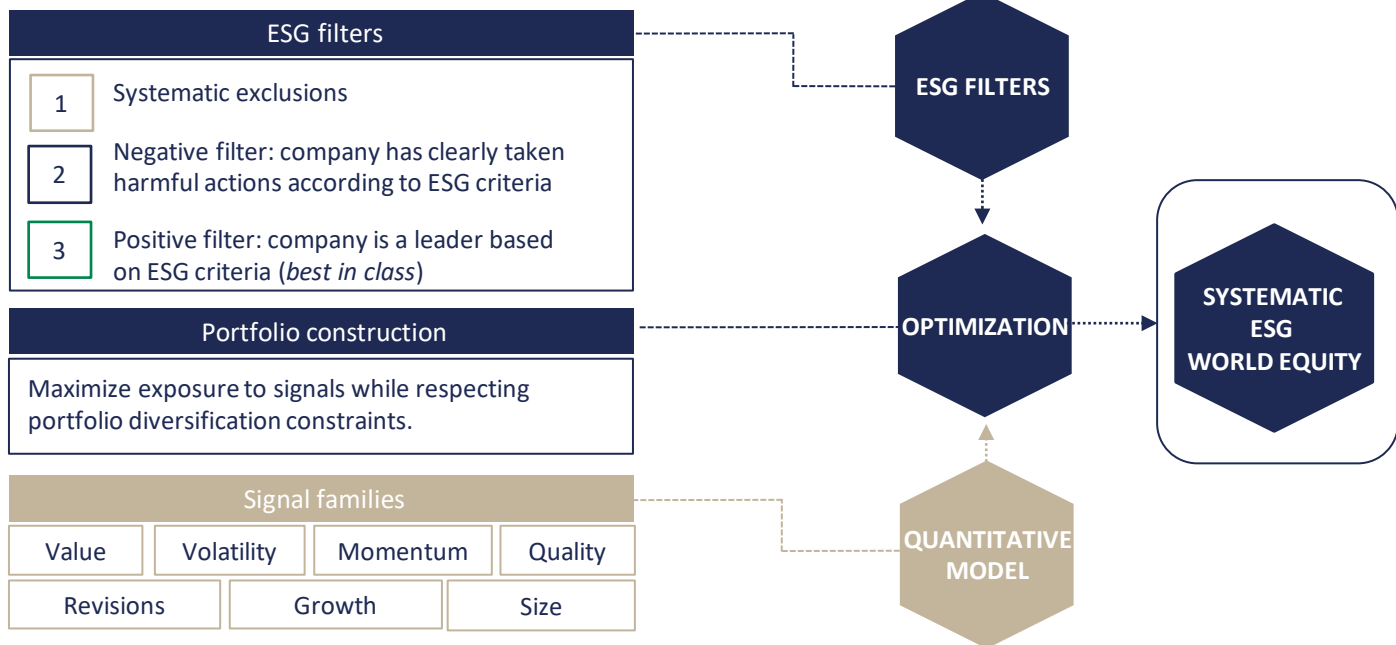 ESG filters
1
Systematic exclusions
2
Negative filter: company has clearly taken
harmful actions according to ESG criteria
3
Positive filter: company is a leader based
on ESG criteria (best in class)
Portfolio construction
Maximize exposure to signals while respecting
portfolio diversification constraints.
Signal families
Value
Volatility
Momentum
Quality
Revisions
Growth
Size
ESG FILTERS
OPTIMIZATION
QUANTITATIVE
MODEL
SYSTEMATIC
ESG
WORLD EQUITY